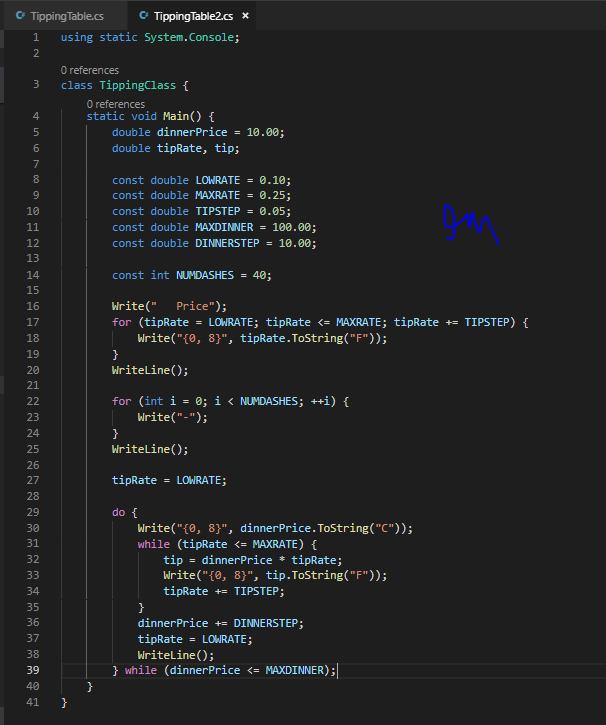 TippingTable.cs TippingTable2.cs ×
1 using static System.Console;
2
0 references
3 class TippingClass {
0 references
4 static void Main() {
5 double dinnerPrice = 10.00;
6 double tipRate, tip;
7
8 const double LOWRATE = 0.10;
9 const double MAXRATE = 0.25;
10 const double TIPSTEP = 0.05;
11 const double MAXDINNER = 100.00;
12 const double DINNERSTEP = 10.00;
13
14 const int NUMDASHES = 40;
15
16 Write("   Price");
17 for (tipRate = LOWRATE; tipRate <= MAXRATE; tipRate += TIPSTEP) {
18 Write("{0, 8}", tipRate.ToString("F"));
19 }
20 WriteLine();
21
22 for (int i = 0; i < NUMDASHES; ++i) {
23 Write("-");
24 }
25 WriteLine();
26
27 tipRate = LOWRATE;
28
29 do {
30 Write("{0, 8}", dinnerPrice.ToString("C"));
31 while (tipRate <= MAXRATE) {
32 tip = dinnerPrice * tipRate;
33 Write("{0, 8}", tip.ToString("F"));
34 tipRate += TIPSTEP;
35 }
36 dinnerPrice += DINNERSTEP;
37 tipRate = LOWRATE;
38 WriteLine();
39 } while (dinnerPrice <= MAXDINNER);
40 }
41 }